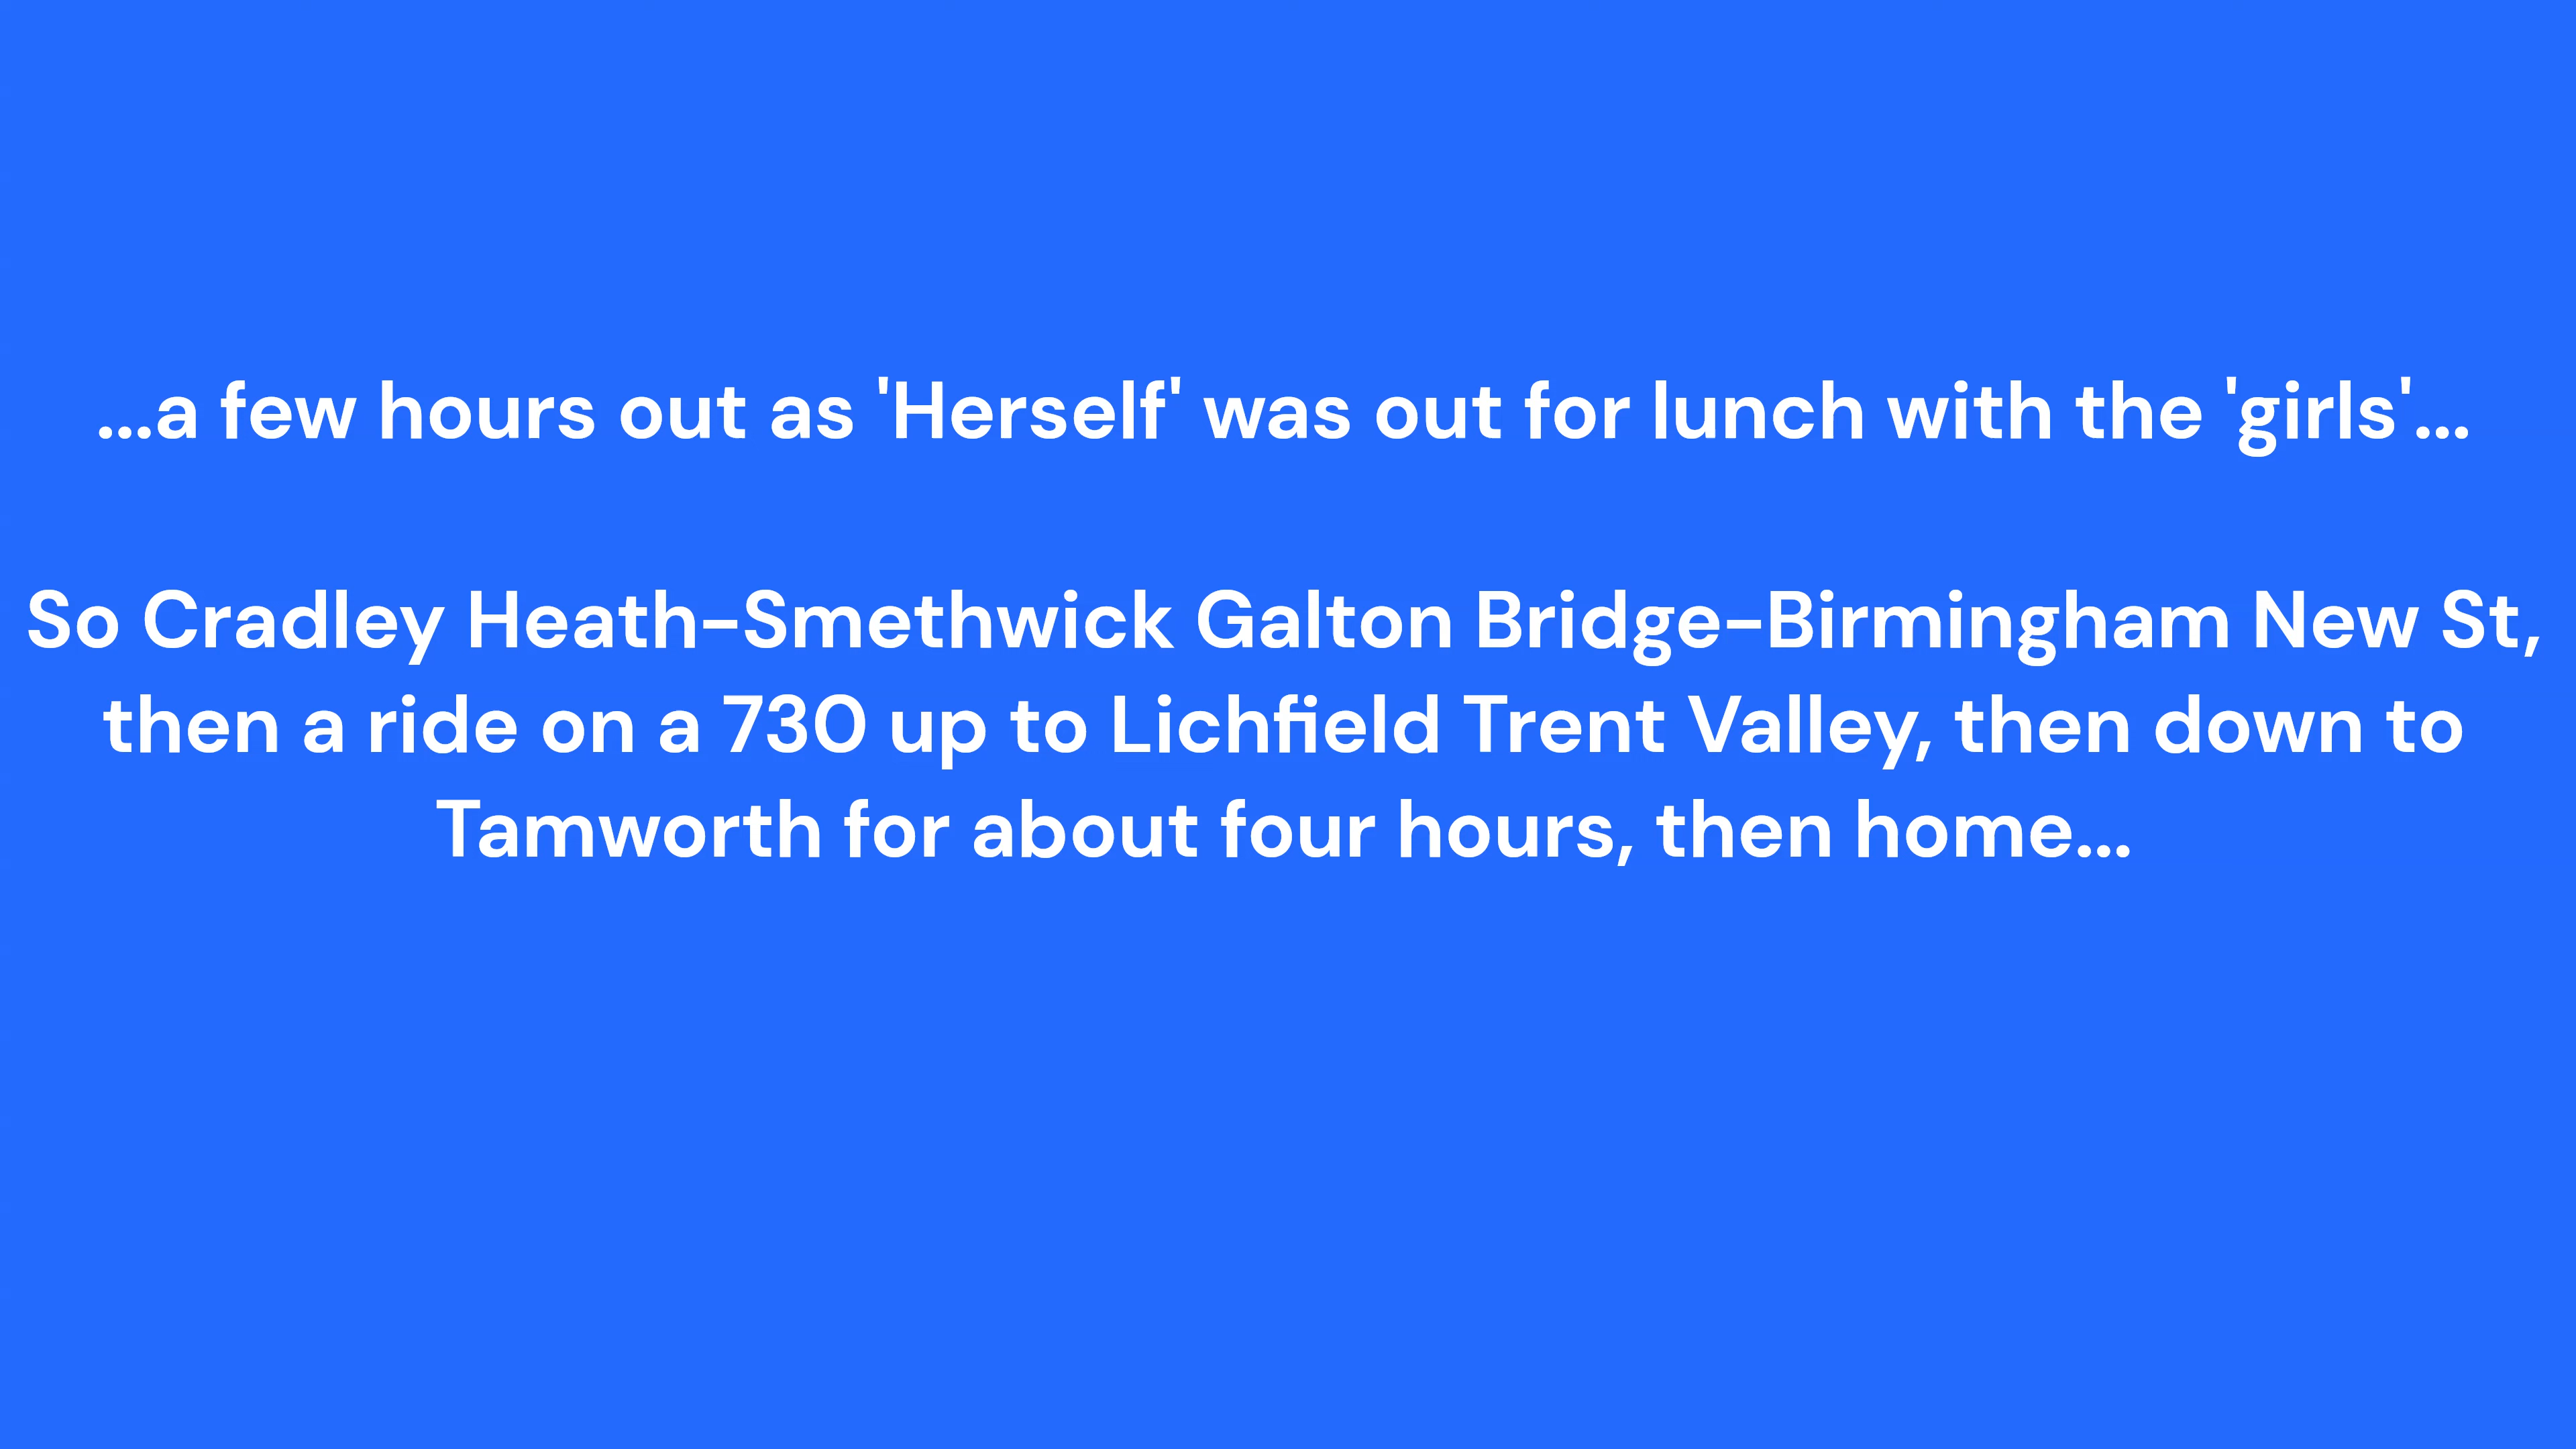 ...a few hours out as 'Herself' was out for lunch with the 'girls'...
So Cradley Heath-Smethwick Galton Bridge-Birmingham New St,
then a ride on a 730 up to Lichfield Trent Valley, then down to
Tamworth for about four hours, then home...